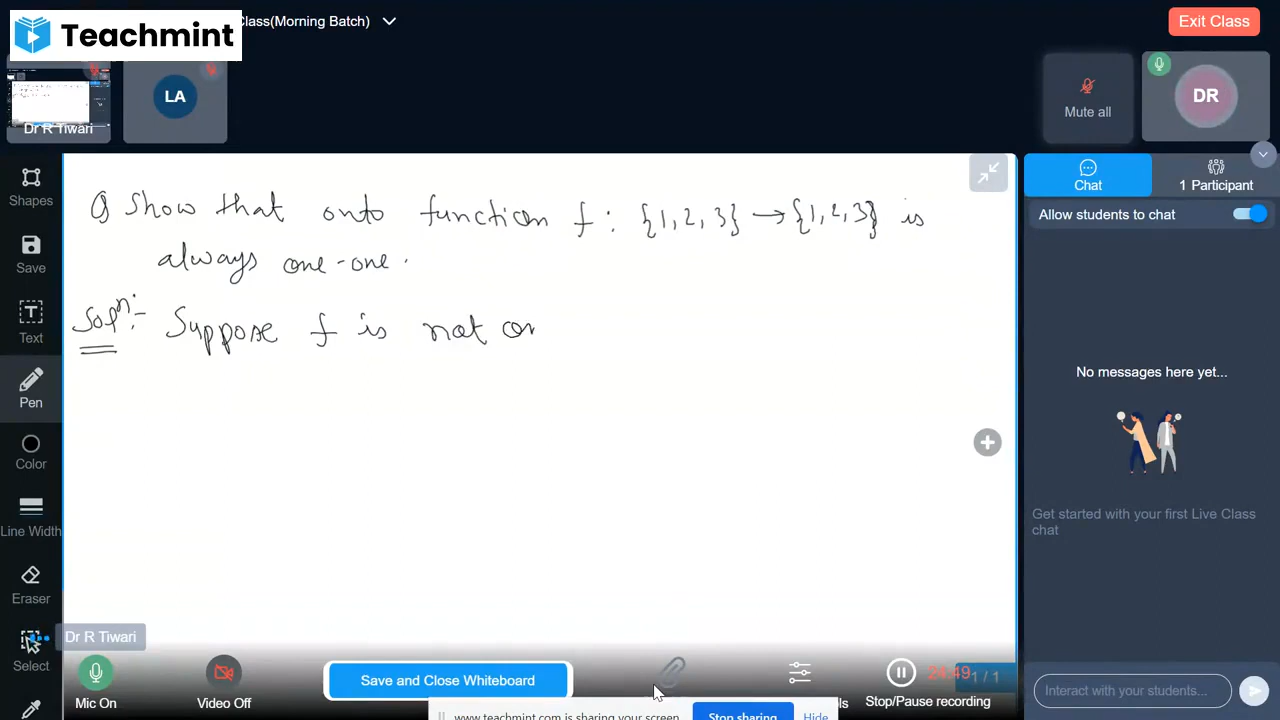 Class(Morning Batch)
Exit Class
Teachmint
LA
Dr R Tiwari
Mute all
DR
Shapes
Save
Text
Pen
Color
Line Width
Eraser
Select
Q Show that onto function f : {1, 2, 3} → {1, 2, 3} is
always one-one.
Solⁿ:- Suppose f is not on
Chat
1 Participant
Allow students to chat
No messages here yet...
Get started with your first Live Class
chat
Interact with your students...
Dr R Tiwari
Mic On
Video Off
Save and Close Whiteboard
24:49
1 / 1
Stop/Pause recording
www.teachmint.com is sharing your screen.
Stop sharing
Hide